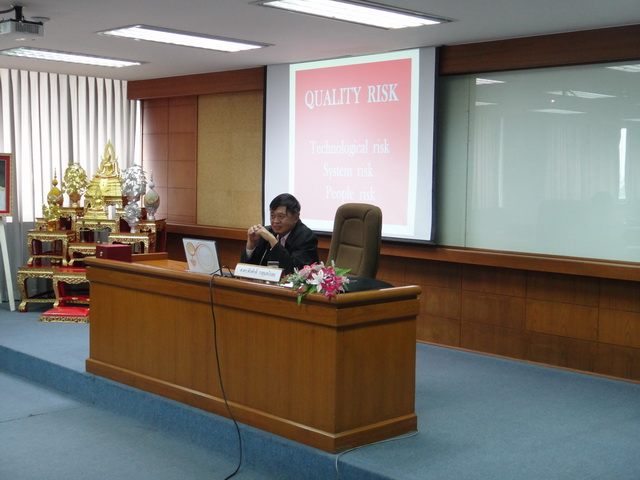 QUALITY RISK
Technological risk
System risk
People risk